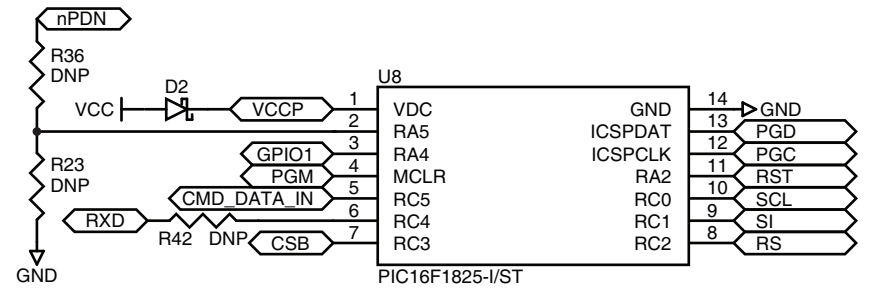 nPDN
R36
DNP
D2
VCC
VCCP
U8
1
VDC
GND
14
GND
2
RA5
ICSPDAT
13
PGD
GPIO1
3
RA4
ICSPCLK
12
PGC
R23
DNP
PGM
4
MCLR
RA2
11
RST
CMD_DATA_IN
5
RC5
RC0
10
SCL
RXD
R42 DNP
6
RC4
RC1
9
SI
CSB
7
RC3
RC2
8
RS
GND
PIC16F1825-I/ST